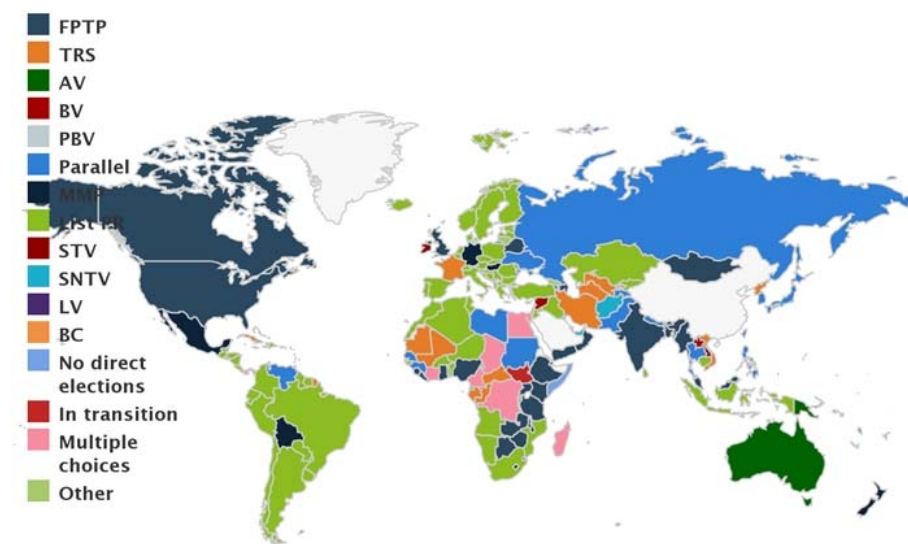 FPTP
TRS
AV
BV
PBV
Parallel
MMP
List PR
STV
SNTV
LV
BC
No direct
elections
In transition
Multiple
choices
Other